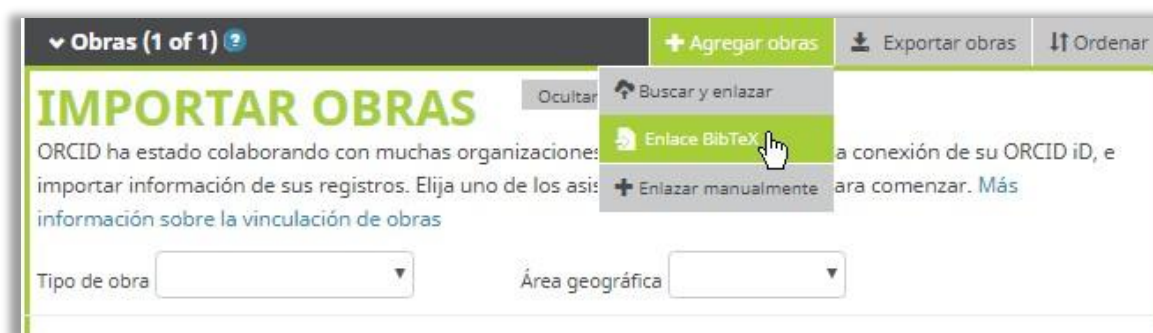 Obras (1 of 1) ?
+ Agregar obras
Exportar obras
Ordenar
IMPORTAR OBRAS
Ocultar
Buscar y enlazar
Enlace BibTeX
Enlazar manualmente
ORCID ha estado colaborando con muchas organizaciones a conexión de su ORCID iD, e
importar información de sus registros. Elija uno de los asis ara comenzar. Más
información sobre la vinculación de obras
Tipo de obra
Área geográfica